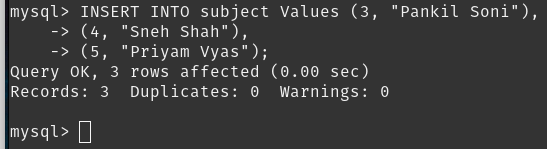 mysql> INSERT INTO subject Values (3, "Pankil Soni"),
    -> (4, "Sneh Shah"),
    -> (5, "Priyam Vyas");
Query OK, 3 rows affected (0.00 sec)
Records: 3  Duplicates: 0  Warnings: 0

mysql>